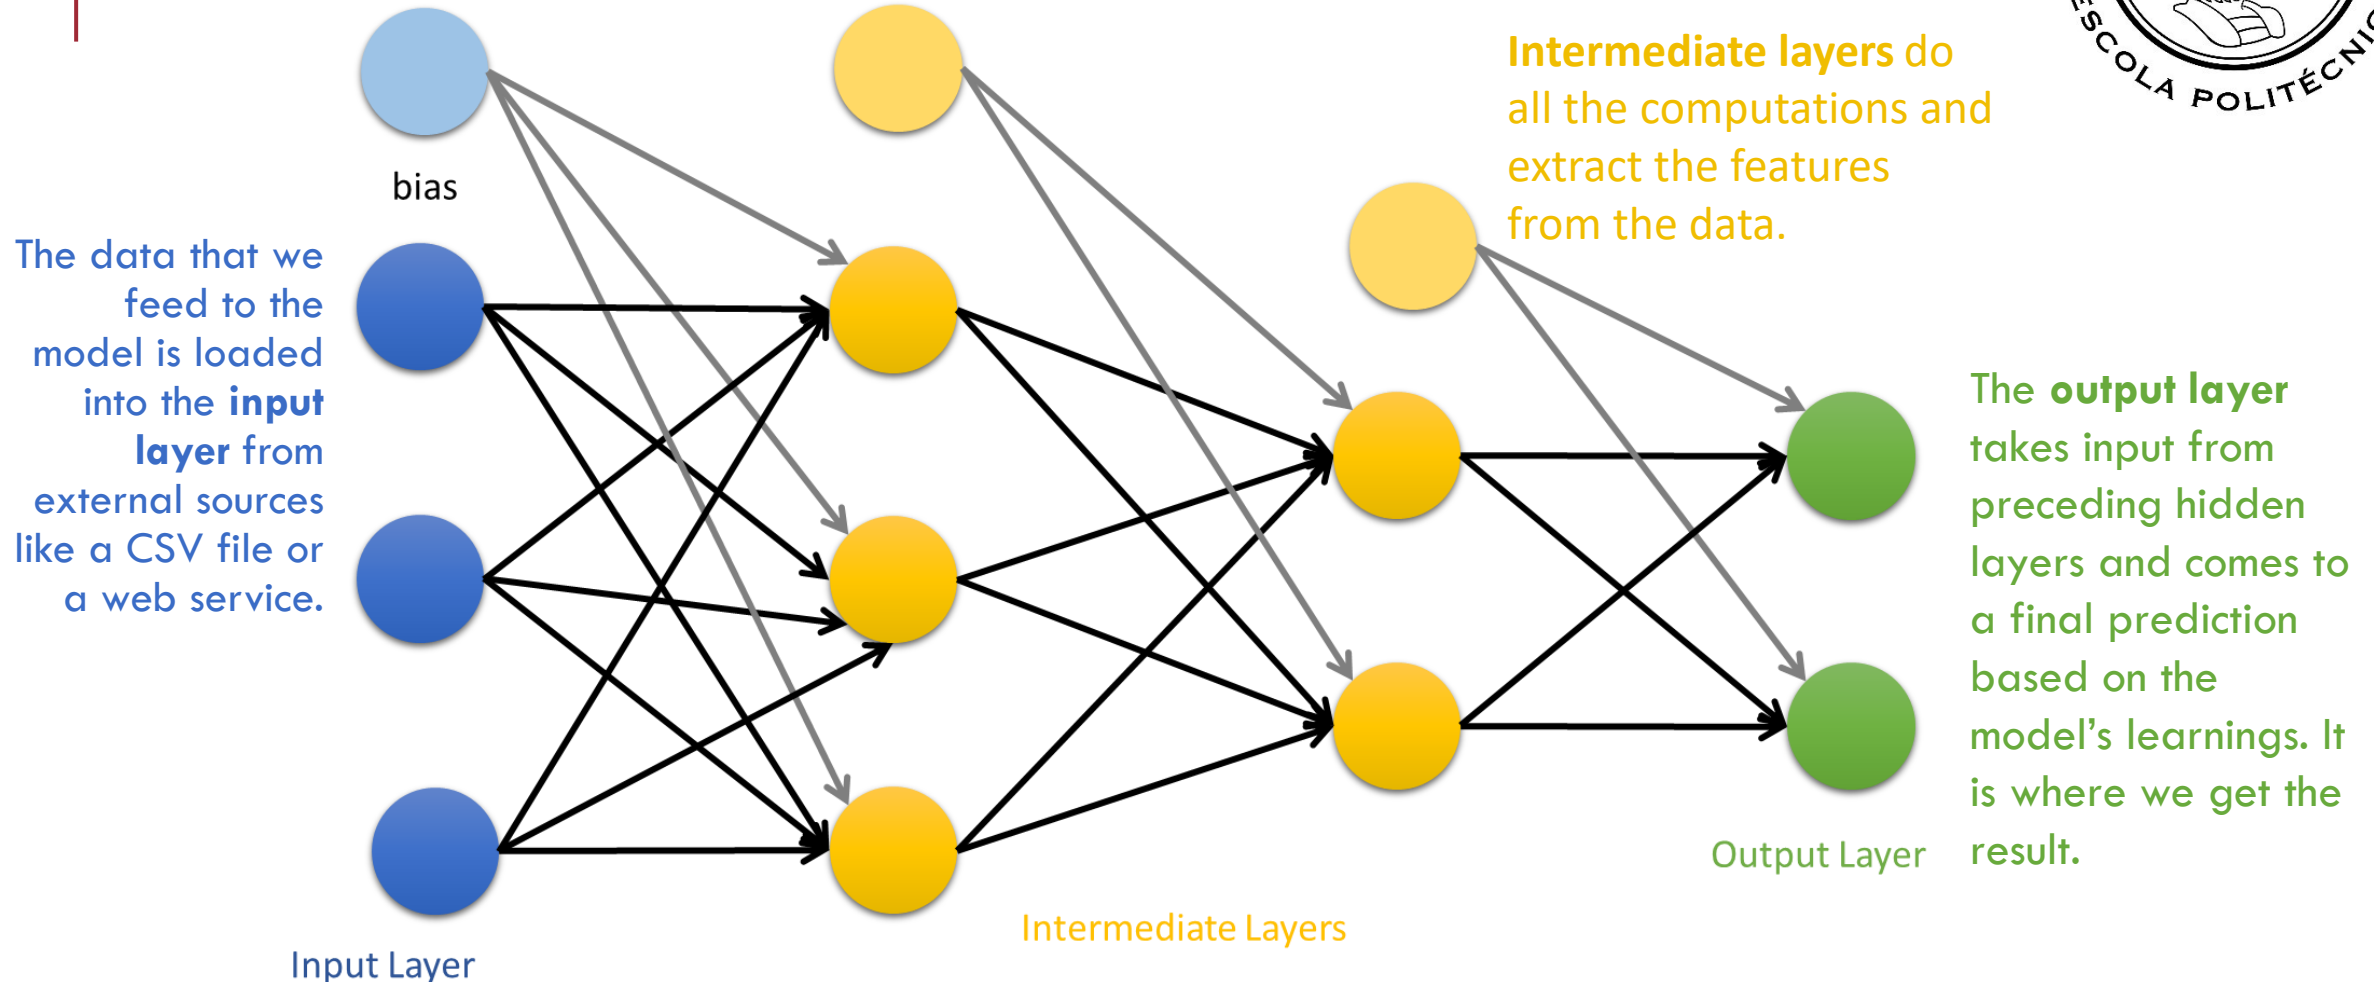 ESCOLA POLITÉCNI
Intermediate layers do
all the computations and
extract the features
from the data.
bias
The data that we
feed to the
model is loaded
into the input
layer from
external sources
like a CSV file or
a web service.
The output layer
takes input from
preceding hidden
layers and comes to
a final prediction
based on the
model’s learnings. It
is where we get the
result.
Output Layer
Intermediate Layers
Input Layer